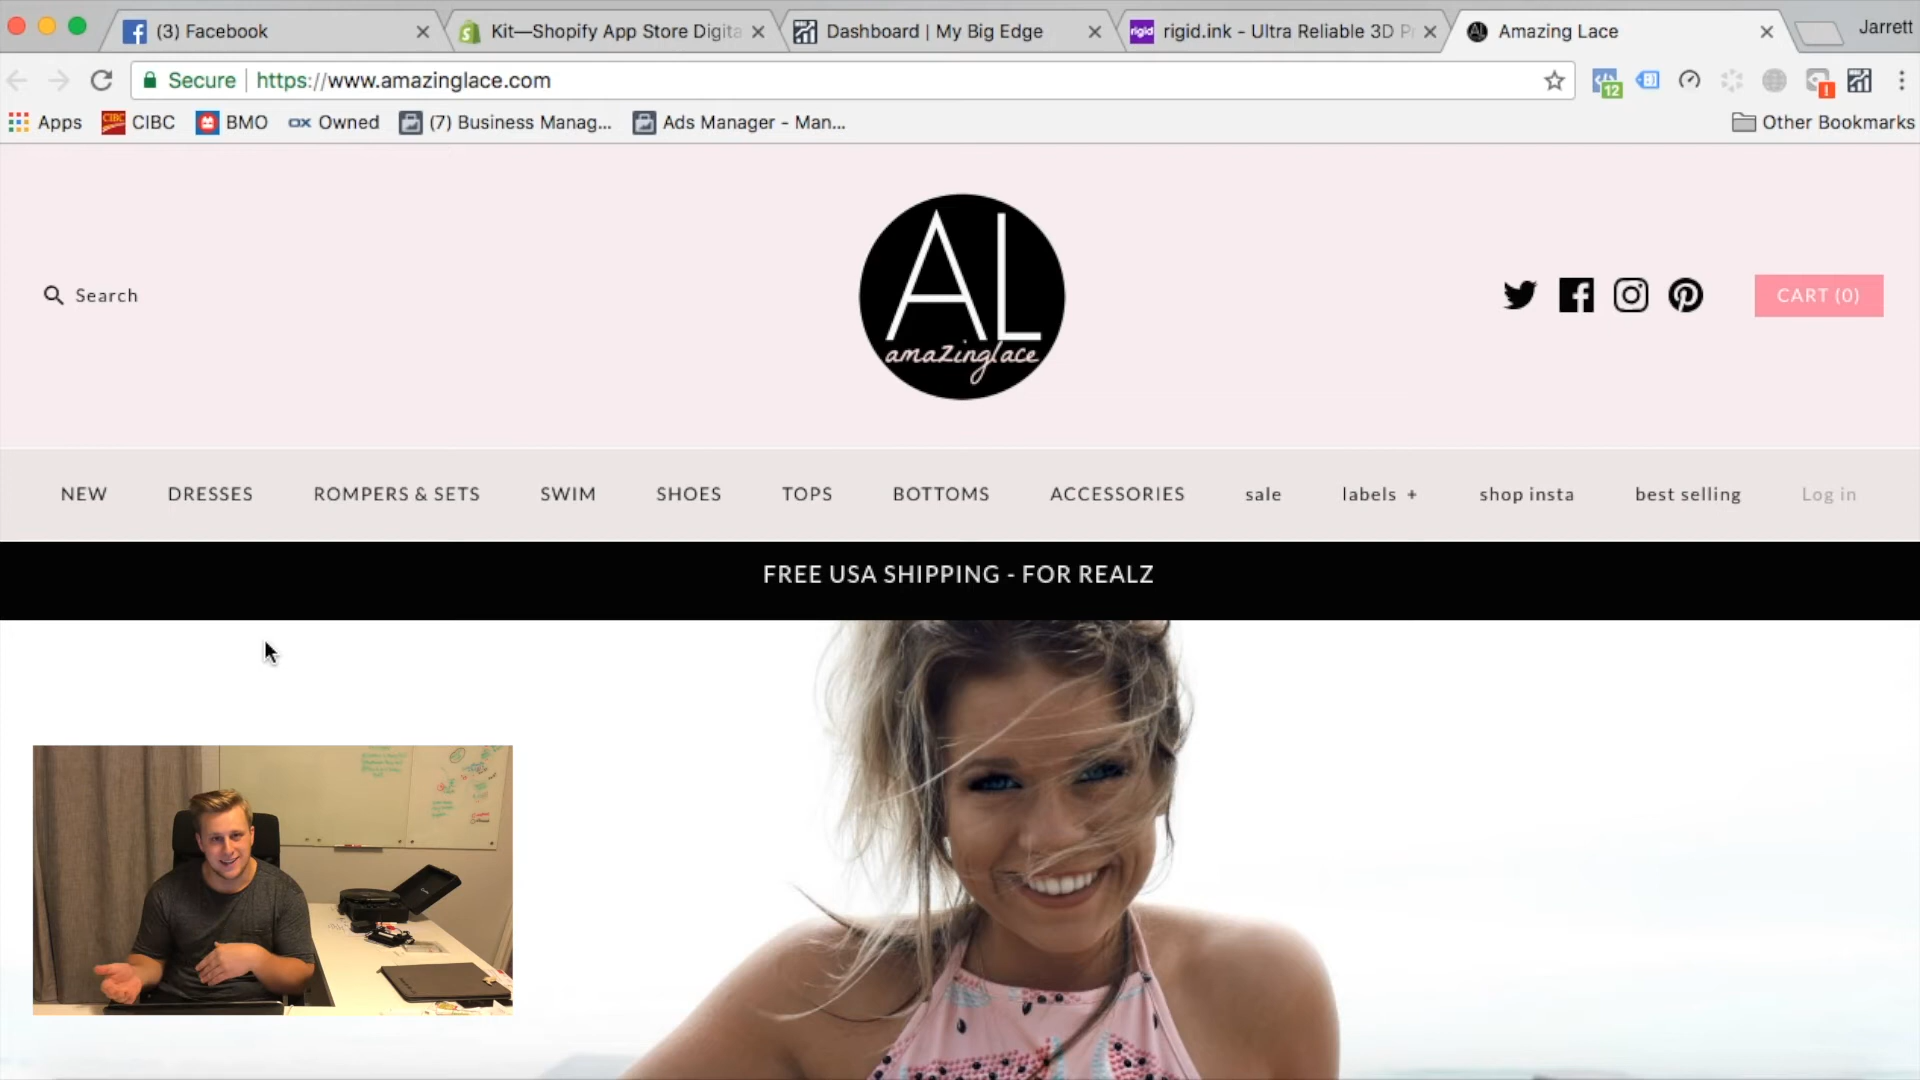 (3) Facebook
Kit—Shopify App Store Digita
Dashboard | My Big Edge
rigid.ink - Ultra Reliable 3D P
Amazing Lace
Jarrett
Secure
https://www.amazinglace.com
12
Apps
CIBC
BMO
OX Owned
(7) Business Manag...
Ads Manager - Man...
Other Bookmarks
Search
AL
amazinglace
CART (0)
NEW
DRESSES
ROMPERS & SETS
SWIM
SHOES
TOPS
BOTTOMS
ACCESSORIES
sale
labels +
shop insta
best selling
Log in
FREE USA SHIPPING - FOR REALZ